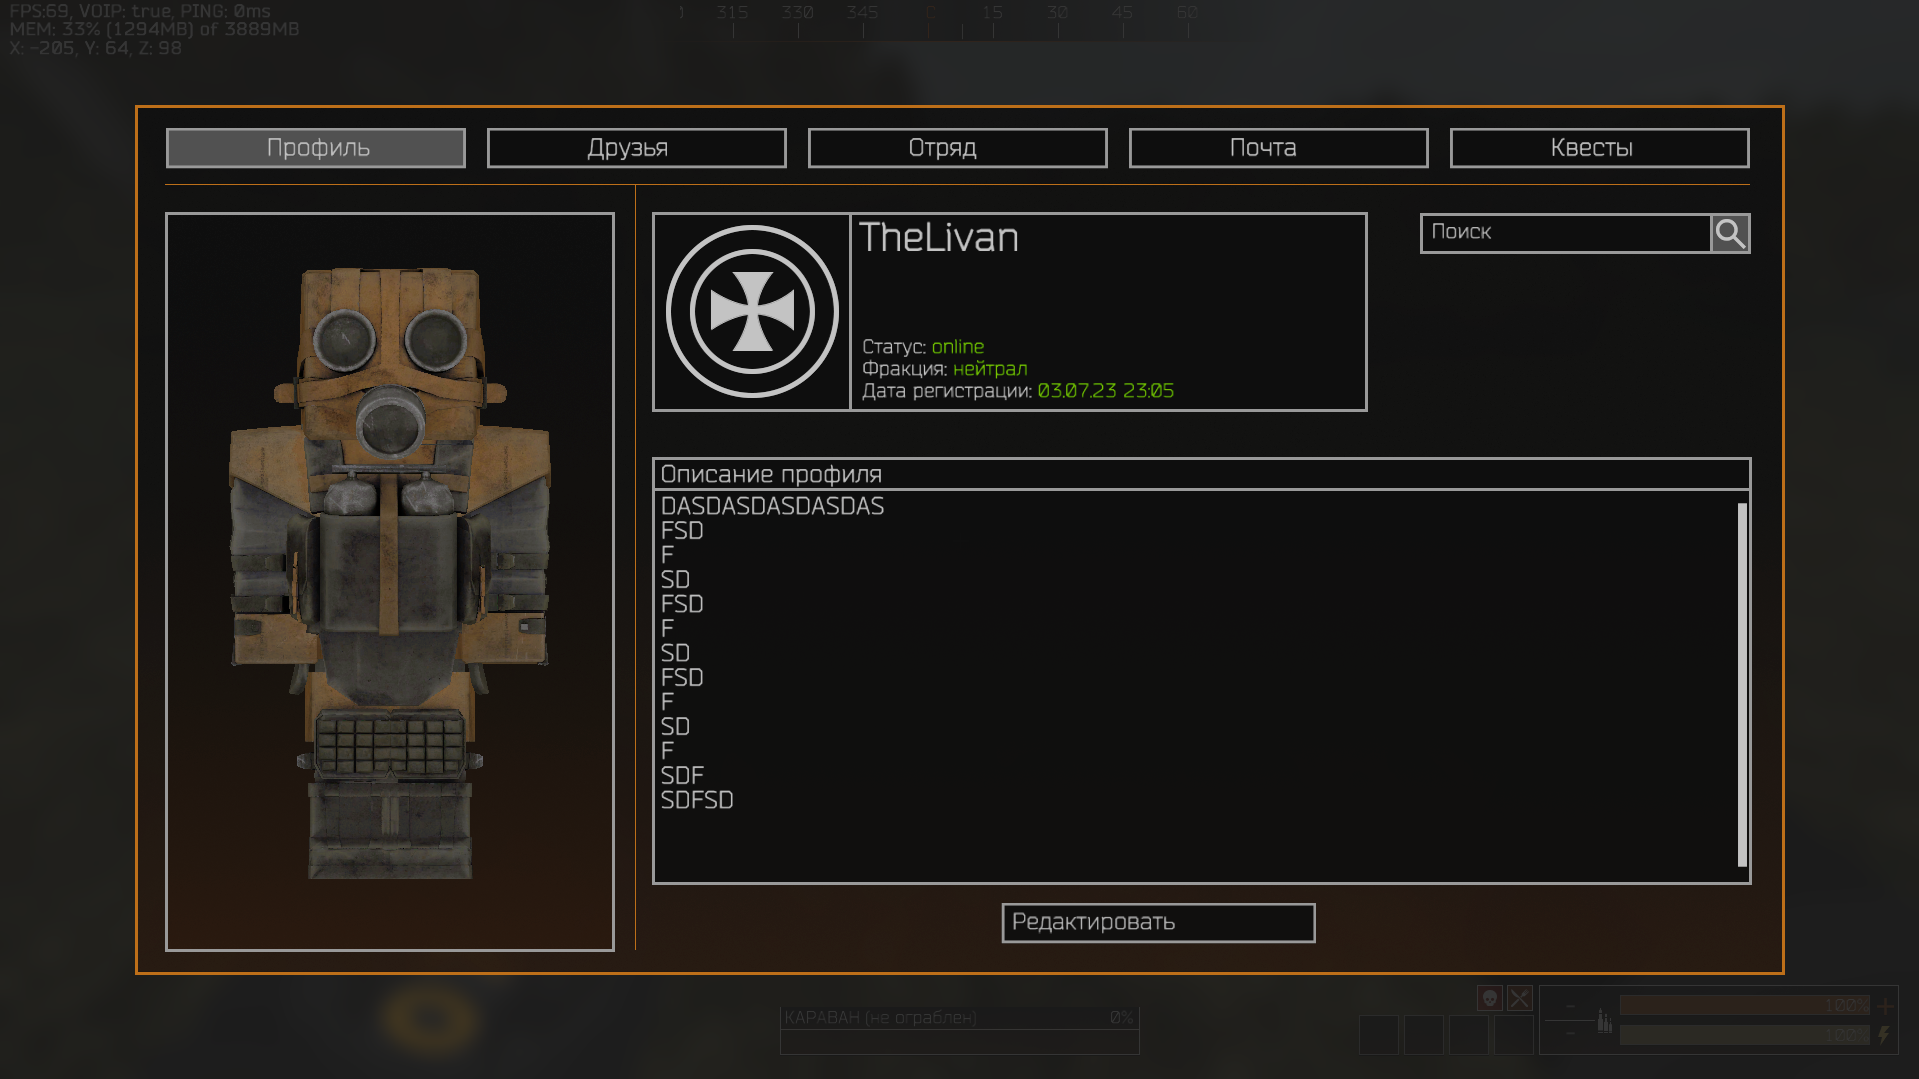 FPS:69, VOIP: true, PING: 0ms
MEM: 33% (1294MB) of 3889MB
X: -205, Y: 64, Z: 98
315 330 345 15 30 45 60
Профиль Друзья Отряд Почта Квесты
TheLivan
Поиск
Статус: online
Фракция: нейтрал
Дата регистрации: 03.07.23 23:05
Описание профиля
DASDASDASDASDAS
FSD
F
SD
FSD
F
SD
FSD
F
SD
F
SDF
SDFSD
Редактировать
КАРАВАН (не ограблен) 0%
100%
100%